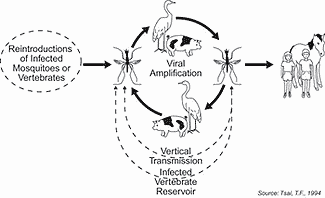 Reintroductions
of Infected
Mosquitoes or
Vertebrates
Viral
Amplification
Vertical
Transmission
Infected
Vertebrate
Reservoir
Source: Tsai, T.F., 1994